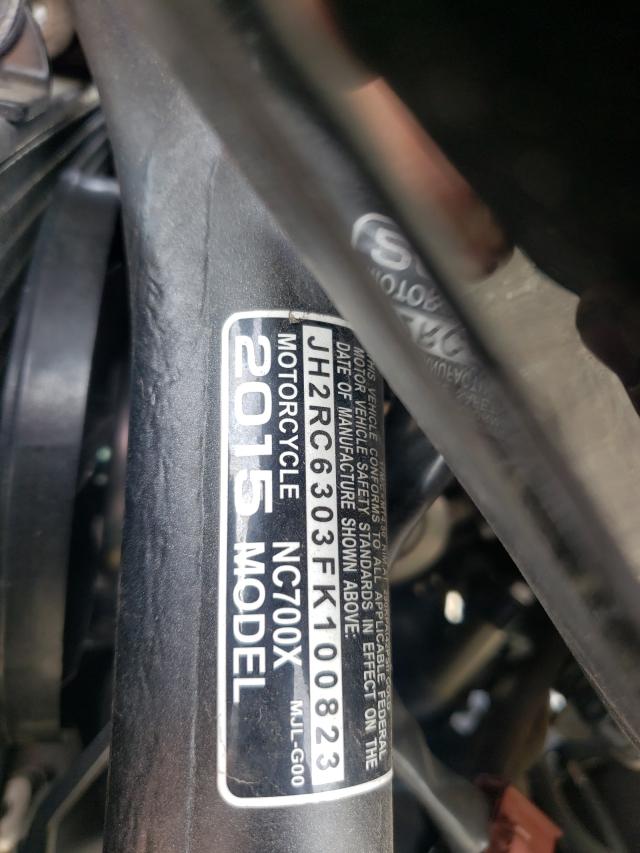 THIS VEHICLE CONFORMS TO ALL APPLICABLE FEDERAL
MOTOR VEHICLE SAFETY STANDARDS IN EFFECT ON THE
DATE OF MANUFACTURE SHOWN ABOVE:
JH2RC6303FK100823
MOTORCYCLE NC700X MJL-G00
2015 MODEL